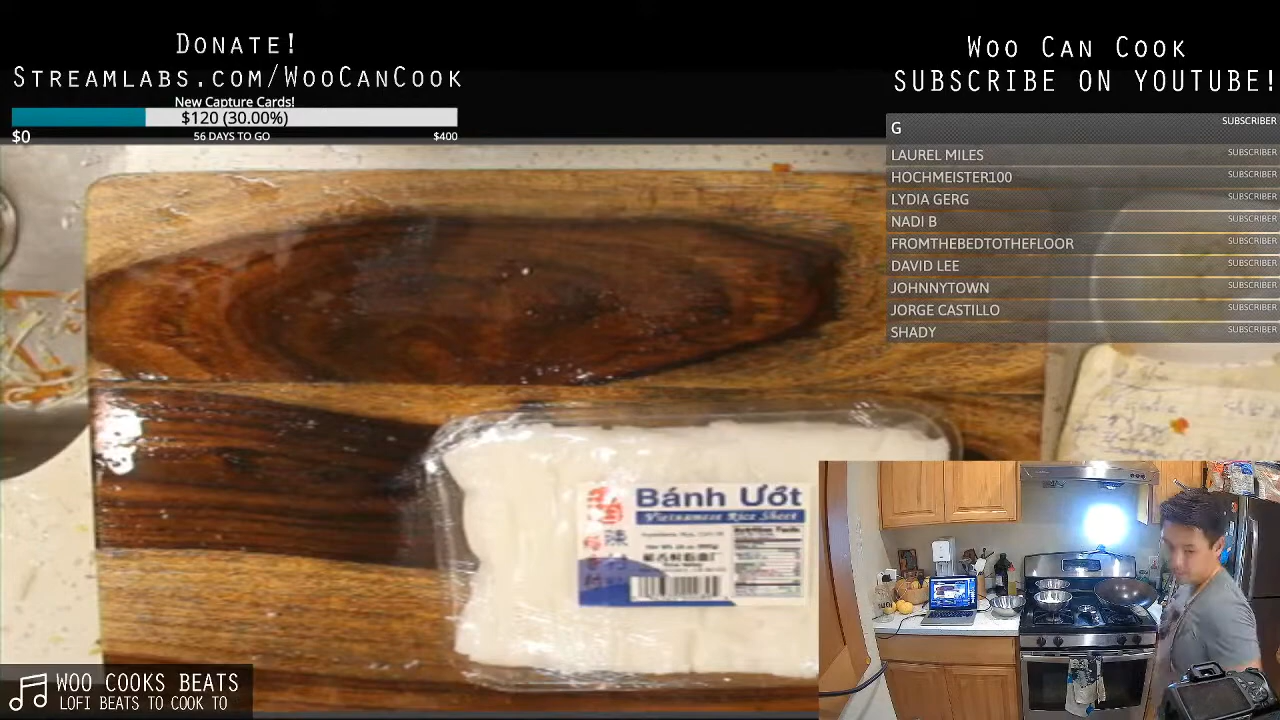 DONATE!
STREAMLABS.COM/WOOCANCOOK
New Capture Cards!
$120 (30.00%)
$0
56 DAYS TO GO
$400
WOO CAN COOK
SUBSCRIBE ON YOUTUBE!
G SUBSCRIBER
LAUREL MILES SUBSCRIBER
HOCHMEISTER100 SUBSCRIBER
LYDIA GERG SUBSCRIBER
NADI B SUBSCRIBER
FROMTHEBEDTOTHEFLOOR SUBSCRIBER
DAVID LEE SUBSCRIBER
JOHNNYTOWN SUBSCRIBER
JORGE CASTILLO SUBSCRIBER
SHADY SUBSCRIBER
Bánh Ướt
Vietnamese Rice Sheet
Nutrition Facts
WOO COOKS BEATS
LOFI BEATS TO COOK TO